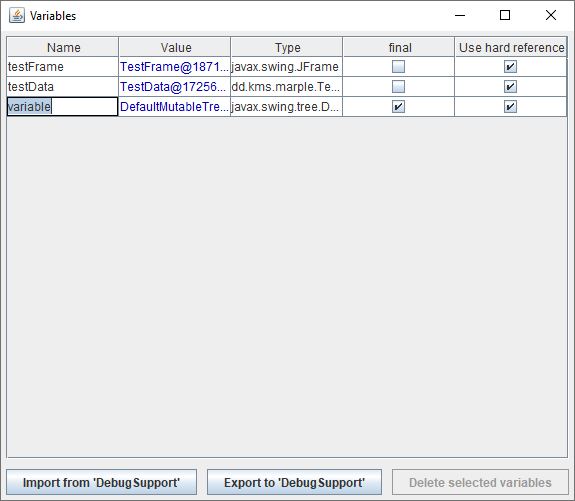 Variables
Name Value Type final Use hard reference
testFrame TestFrame@1871... javax.swing.JFrame
testData TestData@17256... dd.kms.marple.Te...
variable DefaultMutableTre... javax.swing.tree.D...
Import from 'DebugSupport' Export to 'DebugSupport' Delete selected variables